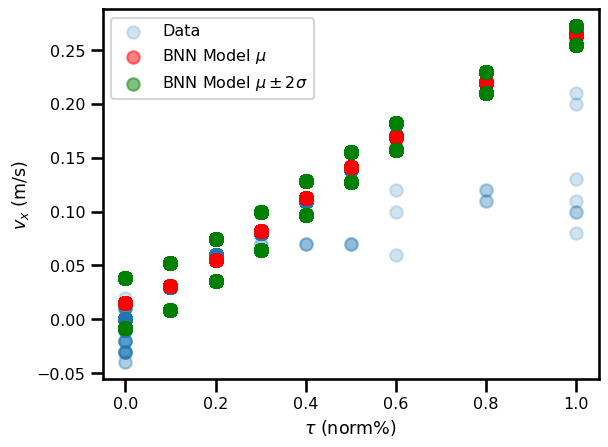 Data
BNN Model μ
BNN Model μ ± 2σ
0.25
0.20
0.15
0.10
0.05
0.00
−0.05
vₓ (m/s)
0.0 0.2 0.4 0.6 0.8 1.0
τ (norm%)